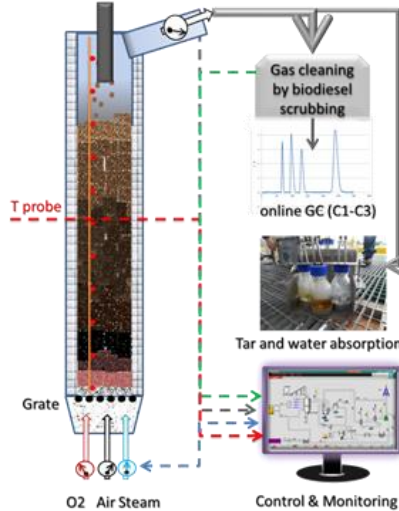 Gas cleaning
by biodiesel
scrubbing
online GC (C1-C3)
T probe
Tar and water absorption
Grate
O2 Air Steam
Control & Monitoring